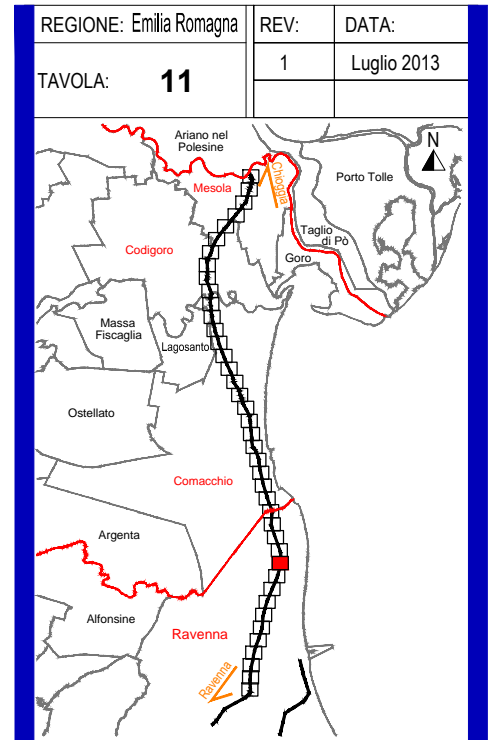 REGIONE: Emilia Romagna
REV:
DATA:
TAVOLA: 11
1
Luglio 2013
Ariano nel
Polesine
N
Mesola
Chioggia
Porto Tolle
Codigoro
Taglio
di Pò
Goro
Massa
Fiscaglia
Lagosanto
Ostellato
Comacchio
Argenta
Alfonsine
Ravenna
Ravenna